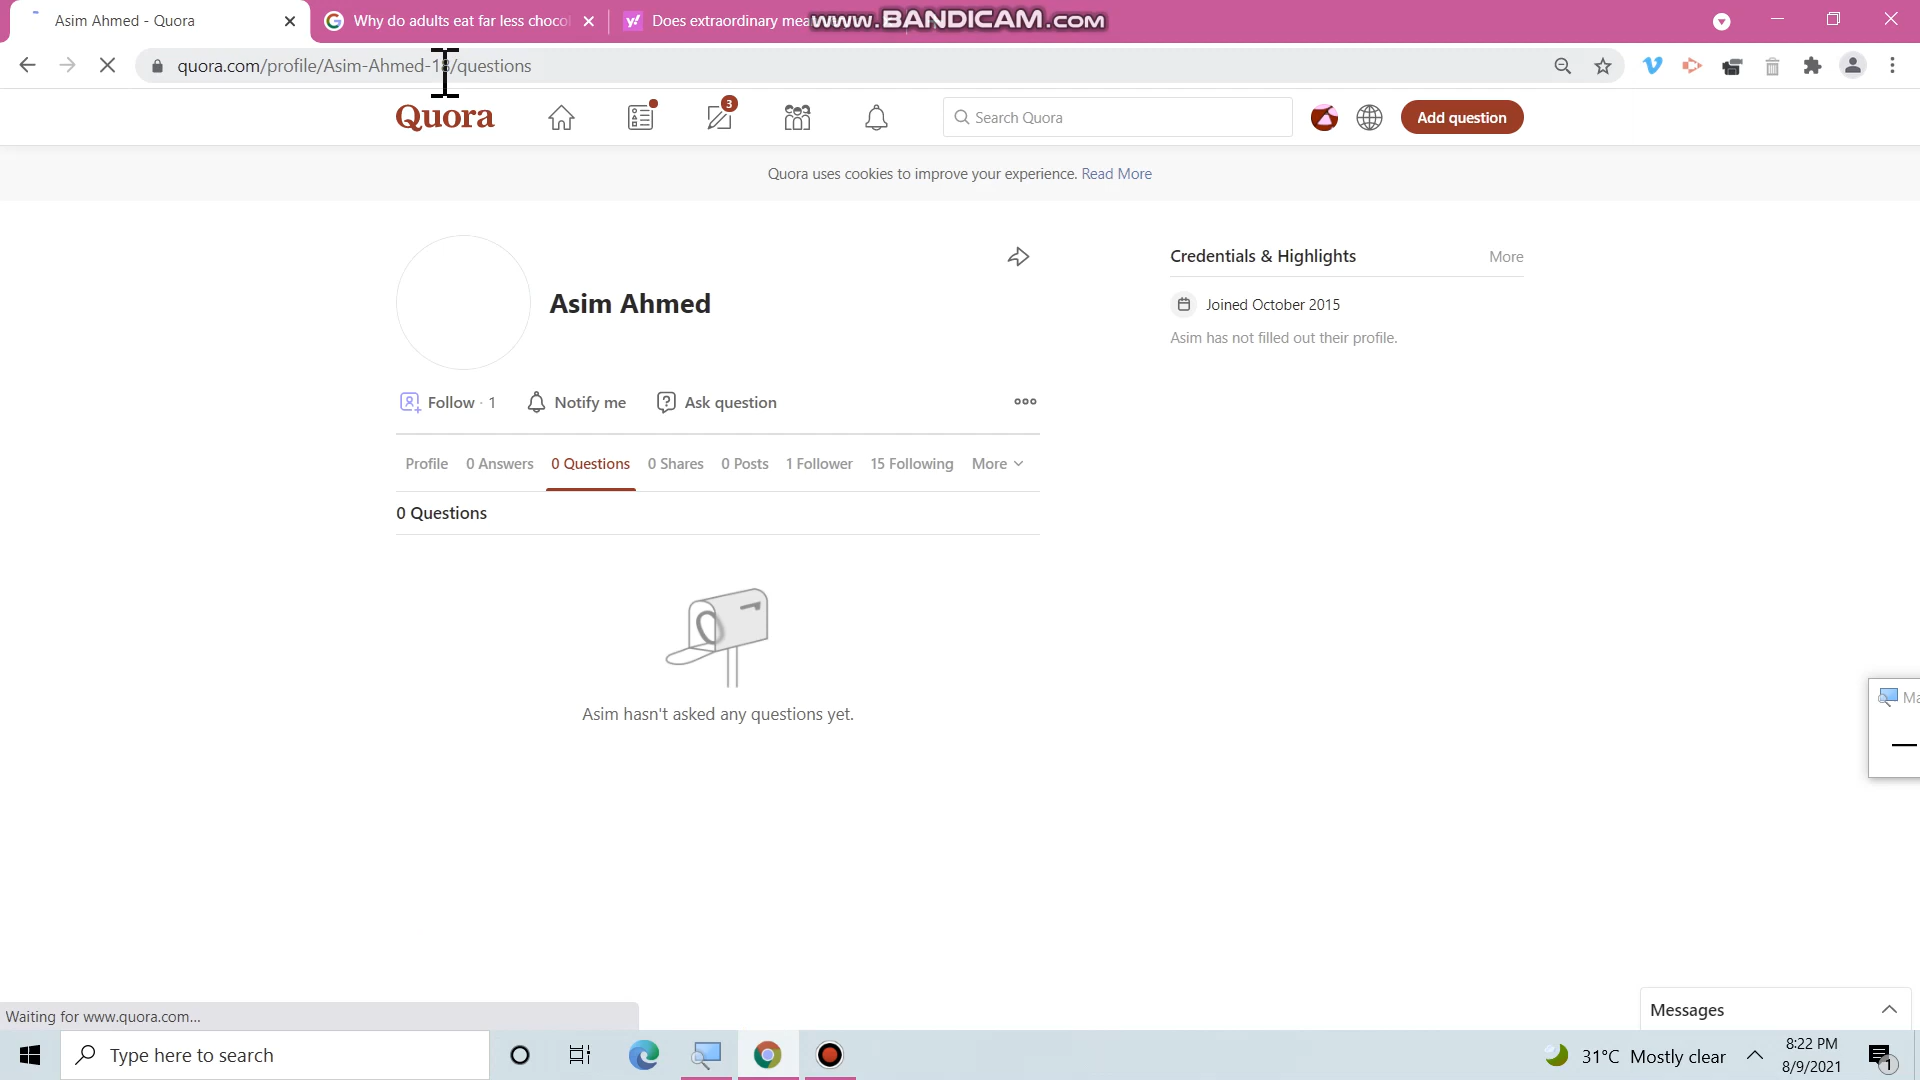 Asim Ahmed - Quora
Why do adults eat far less choco
Does extraordinary mea
www.BANDICAM.com
quora.com/profile/Asim-Ahmed-18/questions
Quora
3
Search Quora
Add question
Quora uses cookies to improve your experience. Read More
Asim Ahmed
Follow · 1
Notify me
Ask question
Profile
0 Answers
0 Questions
0 Shares
0 Posts
1 Follower
15 Following
More
0 Questions
Asim hasn't asked any questions yet.
Credentials & Highlights
More
Joined October 2015
Asim has not filled out their profile.
Ma
Messages
Waiting for www.quora.com...
Type here to search
31°C Mostly clear
8:22 PM
8/9/2021
1